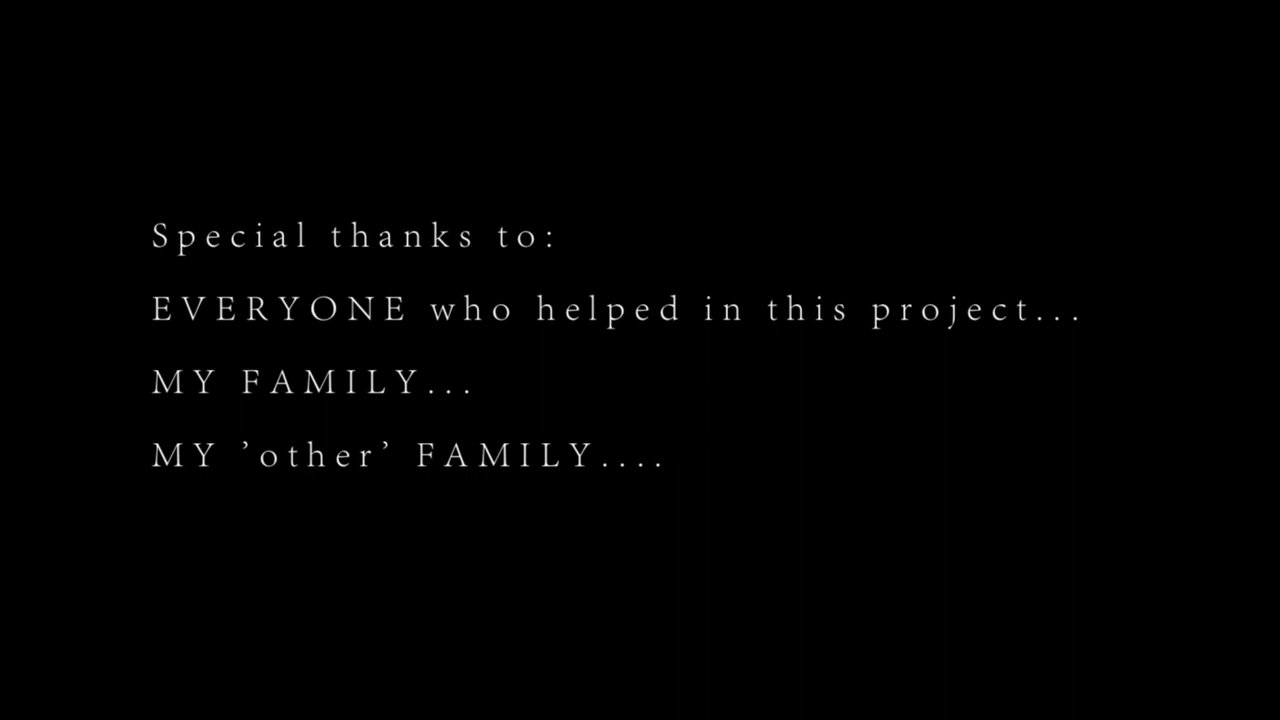 Special thanks to:
EVERYONE who helped in this project...
MY FAMILY...
MY ’other’ FAMILY....